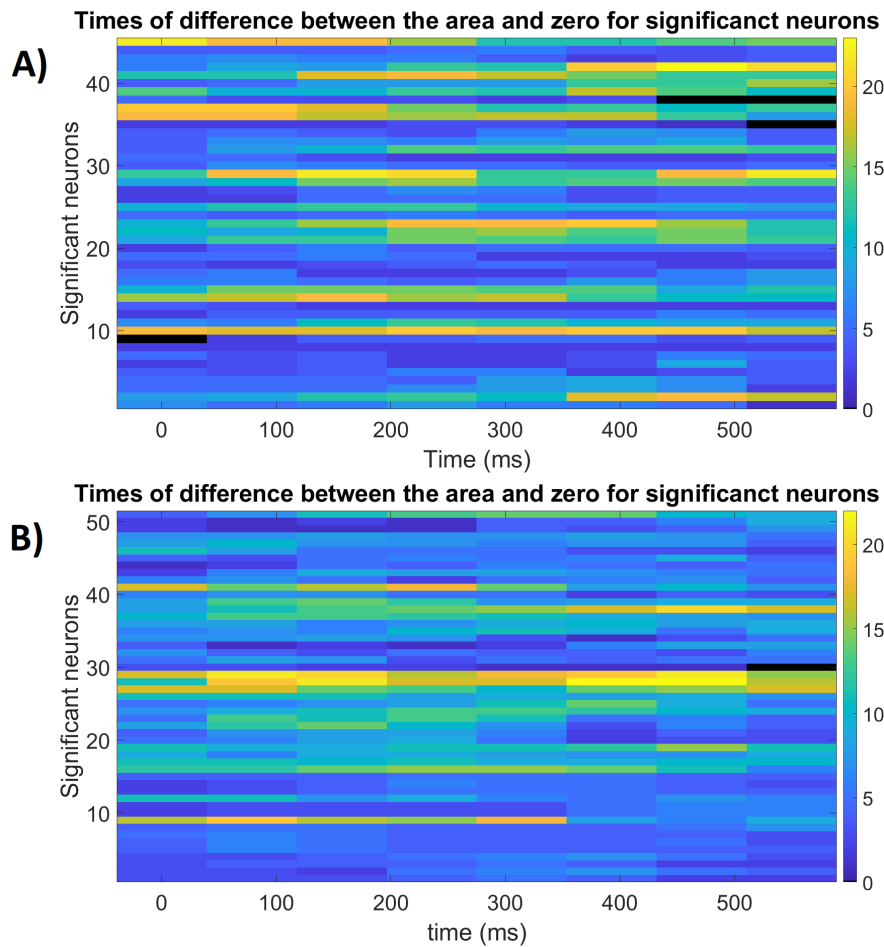 Times of difference between the area and zero for significanct neurons
A)
Significant neurons
40
30
20
10
0 100 200 300 400 500
Time (ms)
20
15
10
5
0
Times of difference between the area and zero for significanct neurons
B)
Significant neurons
50
40
30
20
10
0 100 200 300 400 500
time (ms)
20
15
10
5
0